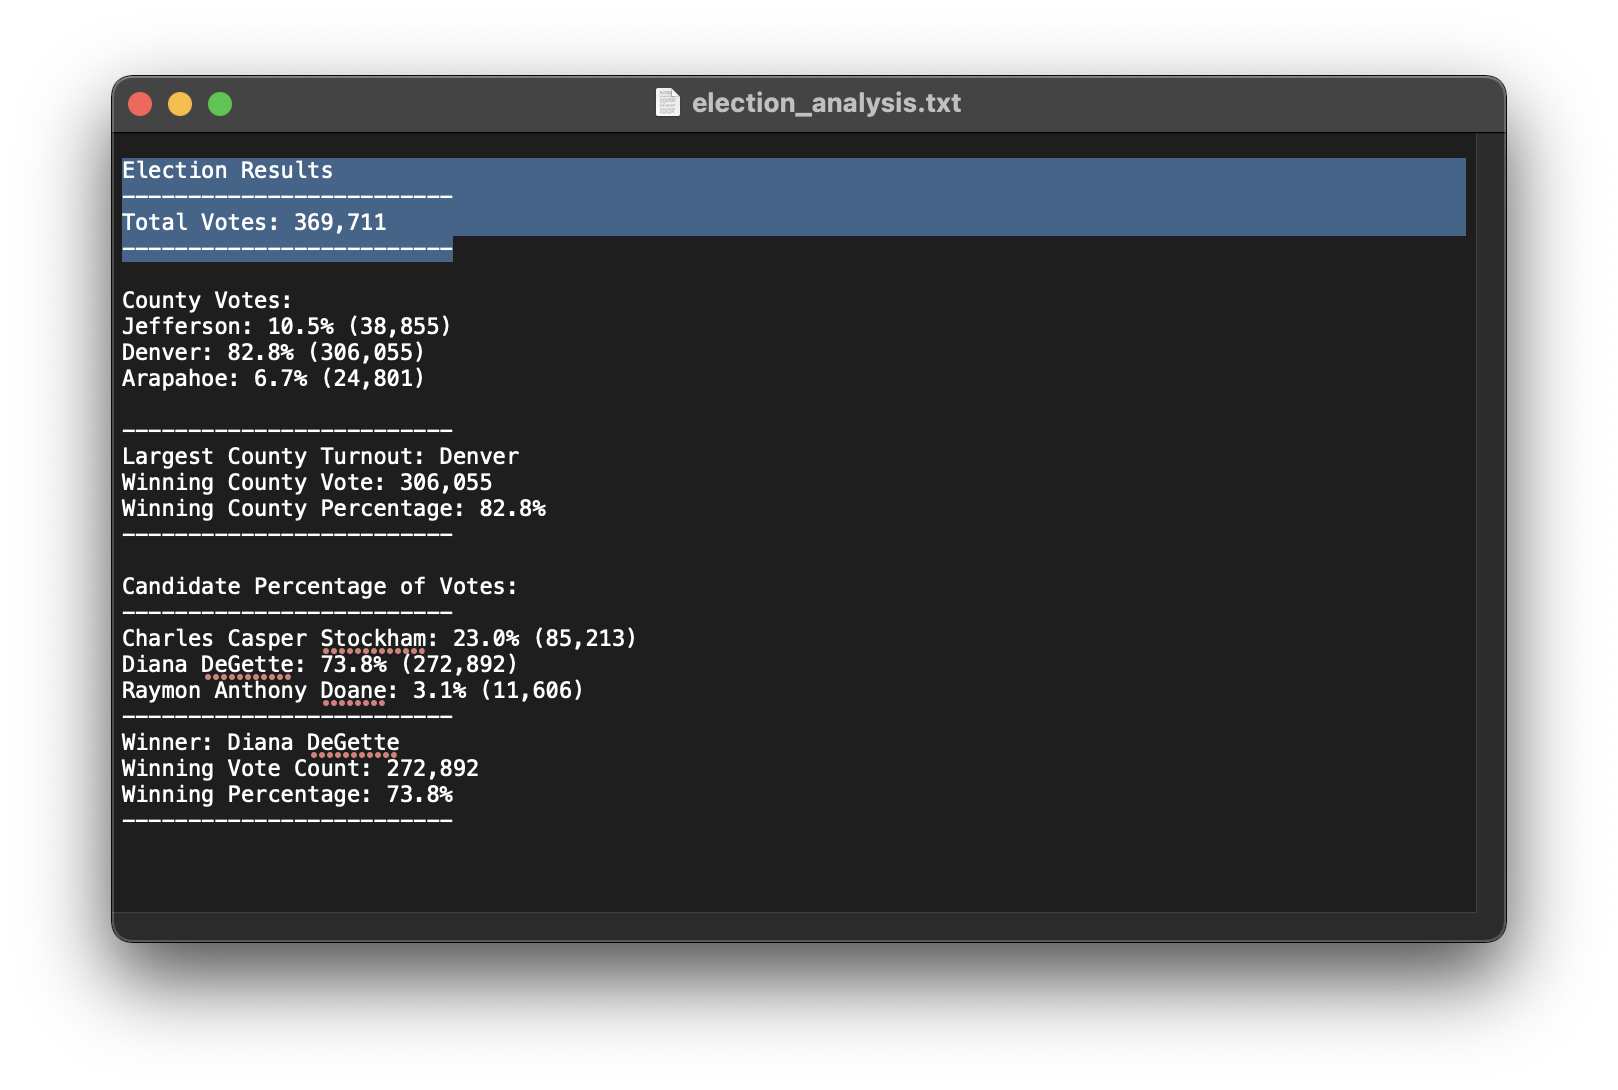 election_analysis.txt
Election Results
-------------------------
Total Votes: 369,711
-------------------------
County Votes:
Jefferson: 10.5% (38,855)
Denver: 82.8% (306,055)
Arapahoe: 6.7% (24,801)
-------------------------
Largest County Turnout: Denver
Winning County Vote: 306,055
Winning County Percentage: 82.8%
-------------------------
Candidate Percentage of Votes:
-------------------------
Charles Casper Stockham: 23.0% (85,213)
Diana DeGette: 73.8% (272,892)
Raymon Anthony Doane: 3.1% (11,606)
-------------------------
Winner: Diana DeGette
Winning Vote Count: 272,892
Winning Percentage: 73.8%
-------------------------